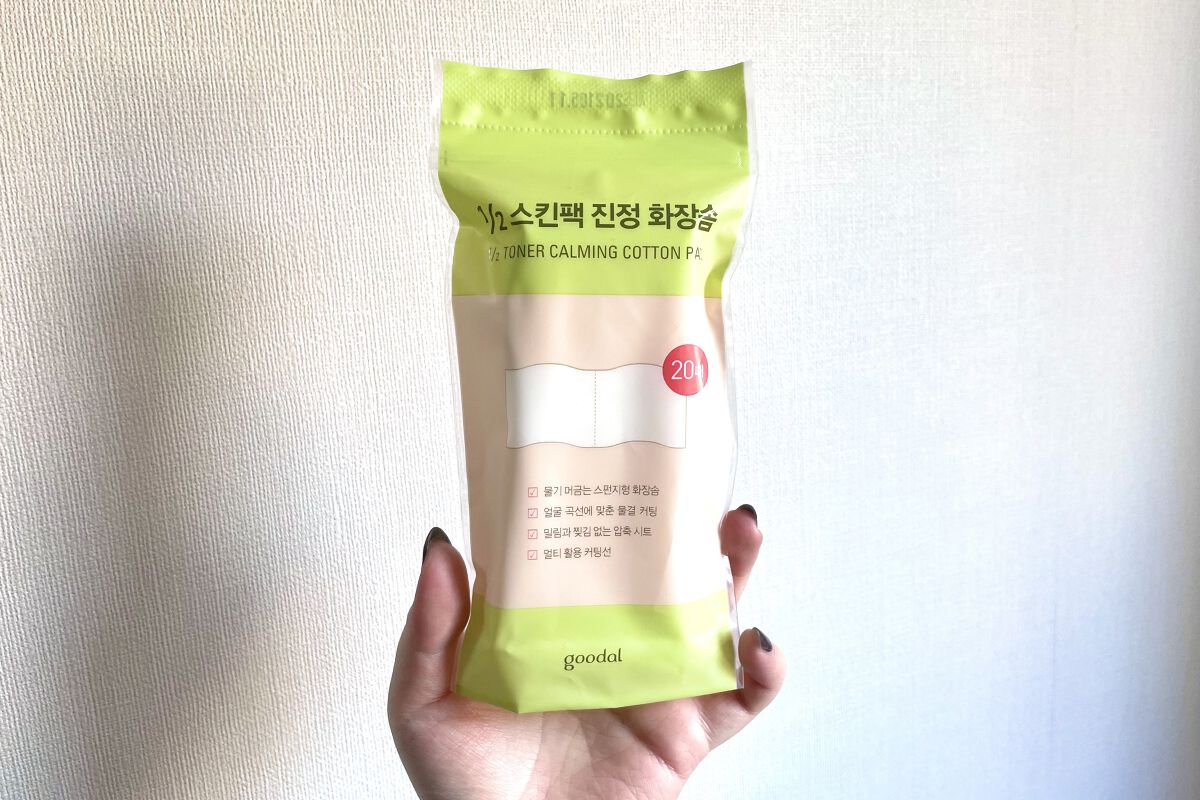 1/2 스킨팩 진정 화장솜
1/2 TONER CALMING COTTON
20매
☑ 물기 머금는 스펀지형 화장솜
☑ 얼굴 곡선에 맞춘 물결 커팅
☑ 밀림과 찢김 없는 압축 시트
☑ 멀티 활용 커팅선
goodal